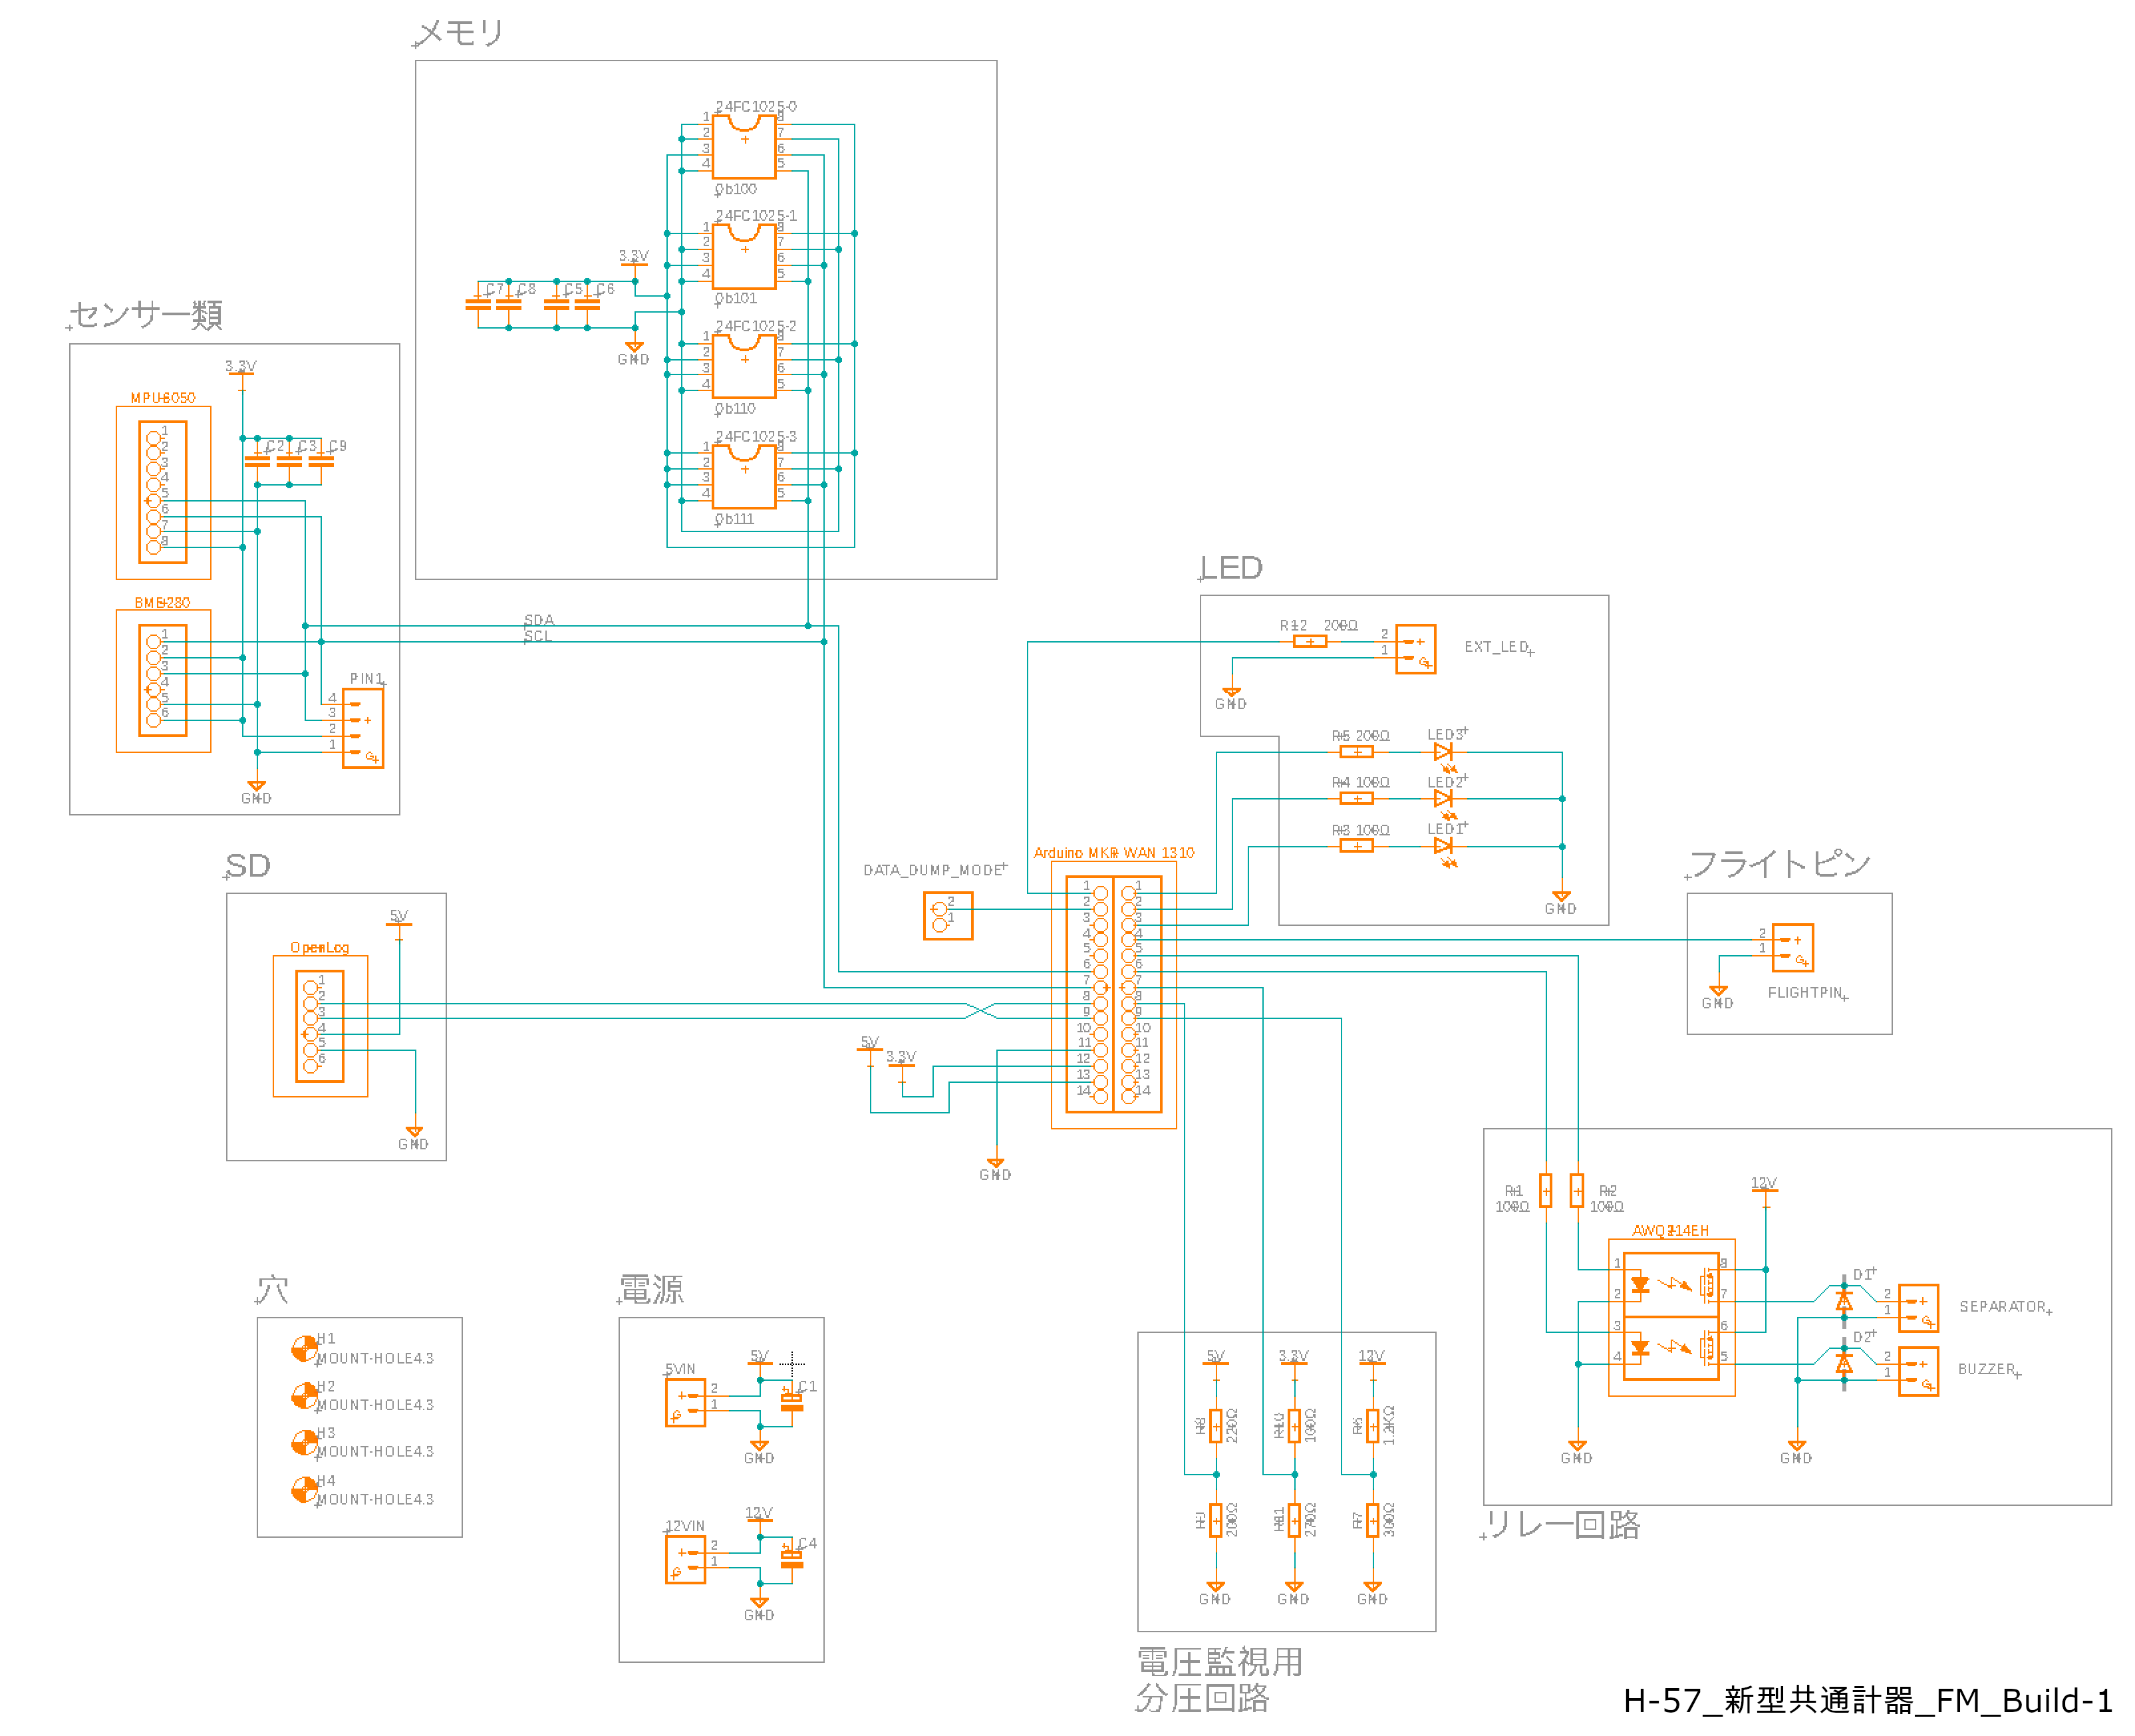 メモリ
24FC1025-0
1
2
3
4
8
7
6
5
0b100
24FC1025-1
1
2
3
4
8
7
6
5
0b101
24FC1025-2
1
2
3
4
8
7
6
5
0b110
24FC1025-3
1
2
3
4
8
7
6
5
0b111
3.3V
C7
C8
C5
C6
GND
センサー類
3.3V
MPU-6050
1
2
3
4
5
6
7
8
C2
C3
C9
BME280
1
2
3
4
5
6
PIN1
4
3
2
1
G
GND
SDA
SCL
LED
R12 200Ω
2
1
G
EXT_LED
GND
R5 200Ω
LED3
R4 100Ω
LED2
R3 100Ω
LED1
GND
SD
5V
OpenLog
1
2
3
4
5
6
GND
DATA_DUMP_MODE
2
1
Arduino MKR WAN 1310
1
2
3
4
5
6
7
8
9
10
11
12
13
14
1
2
3
4
5
6
7
8
9
10
11
12
13
14
5V
3.3V
GND
フライトピン
2
1
G
GND
FLIGHTPIN
R1
100Ω
R2
100Ω
12V
AWQ214EH
1
2
3
4
8
7
6
5
D1
2
1
G
SEPARATOR
D2
2
1
G
BUZZER
GND
GND
リレー回路
穴
H1
MOUNT-HOLE4.3
H2
MOUNT-HOLE4.3
H3
MOUNT-HOLE4.3
H4
MOUNT-HOLE4.3
電源
5VIN
2
1
G
5V
C1
GND
12VIN
2
1
G
12V
C4
GND
5V
3.3V
12V
R8
220Ω
R10
100Ω
R6
1.2KΩ
R9
200Ω
R11
270Ω
R7
300Ω
GND
GND
GND
電圧監視用
分圧回路
H-57_新型共通計器_FM_Build-1